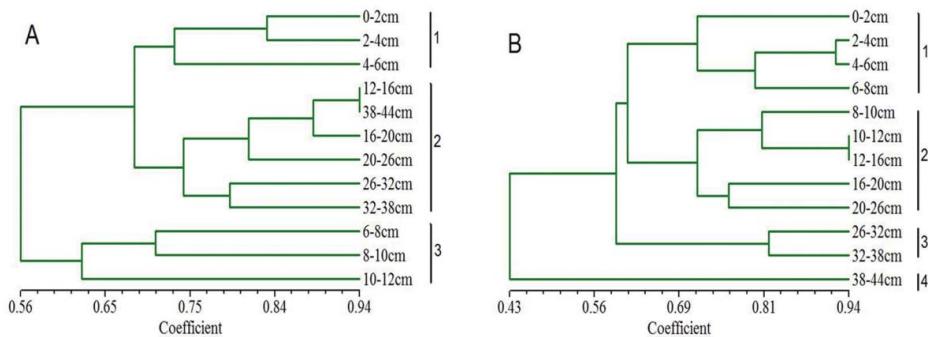 A
0-2cm
2-4cm
4-6cm
12-16cm
38-44cm
16-20cm
20-26cm
26-32cm
32-38cm
6-8cm
8-10cm
10-12cm
1
2
3
0.56 0.65 0.75 0.84 0.94
Coefficient
B
0-2cm
2-4cm
4-6cm
6-8cm
8-10cm
10-12cm
12-16cm
16-20cm
20-26cm
26-32cm
32-38cm
38-44cm
1
2
3
4
0.43 0.56 0.69 0.81 0.94
Coefficient